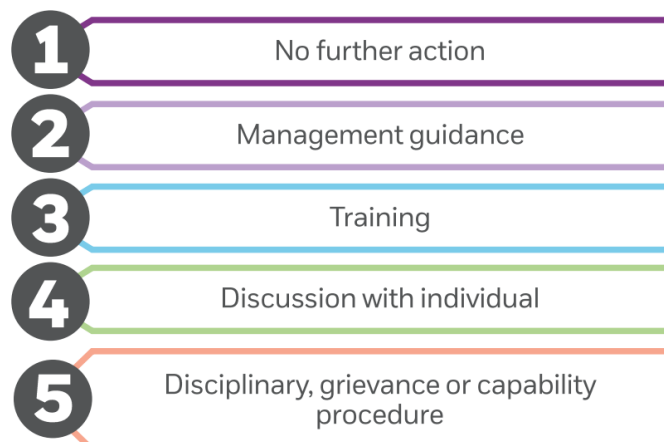 1 No further action
2 Management guidance
3 Training
4 Discussion with individual
5 Disciplinary, grievance or capability
procedure